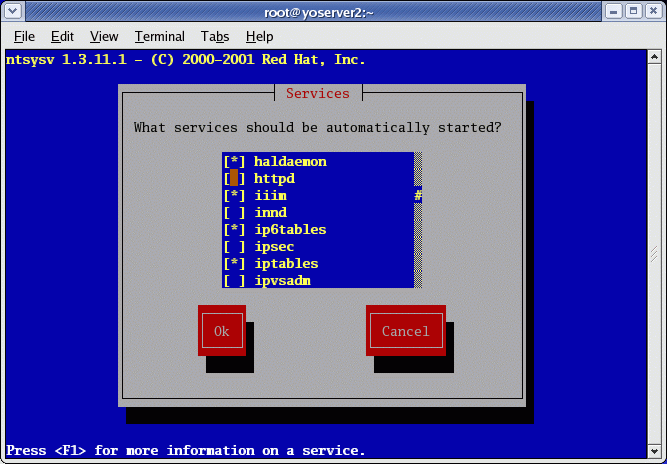 root@yoserver2:~
File Edit View Terminal Tabs Help
ntsysv 1.3.11.1 - (C) 2000-2001 Red Hat, Inc.
Services
What services should be automatically started?
[*] haldaemon
[ ] httpd
[*] iiim #
[ ] innd
[*] ip6tables
[ ] ipsec
[*] iptables
[ ] ipvsadm
Ok Cancel
Press <F1> for more information on a service.